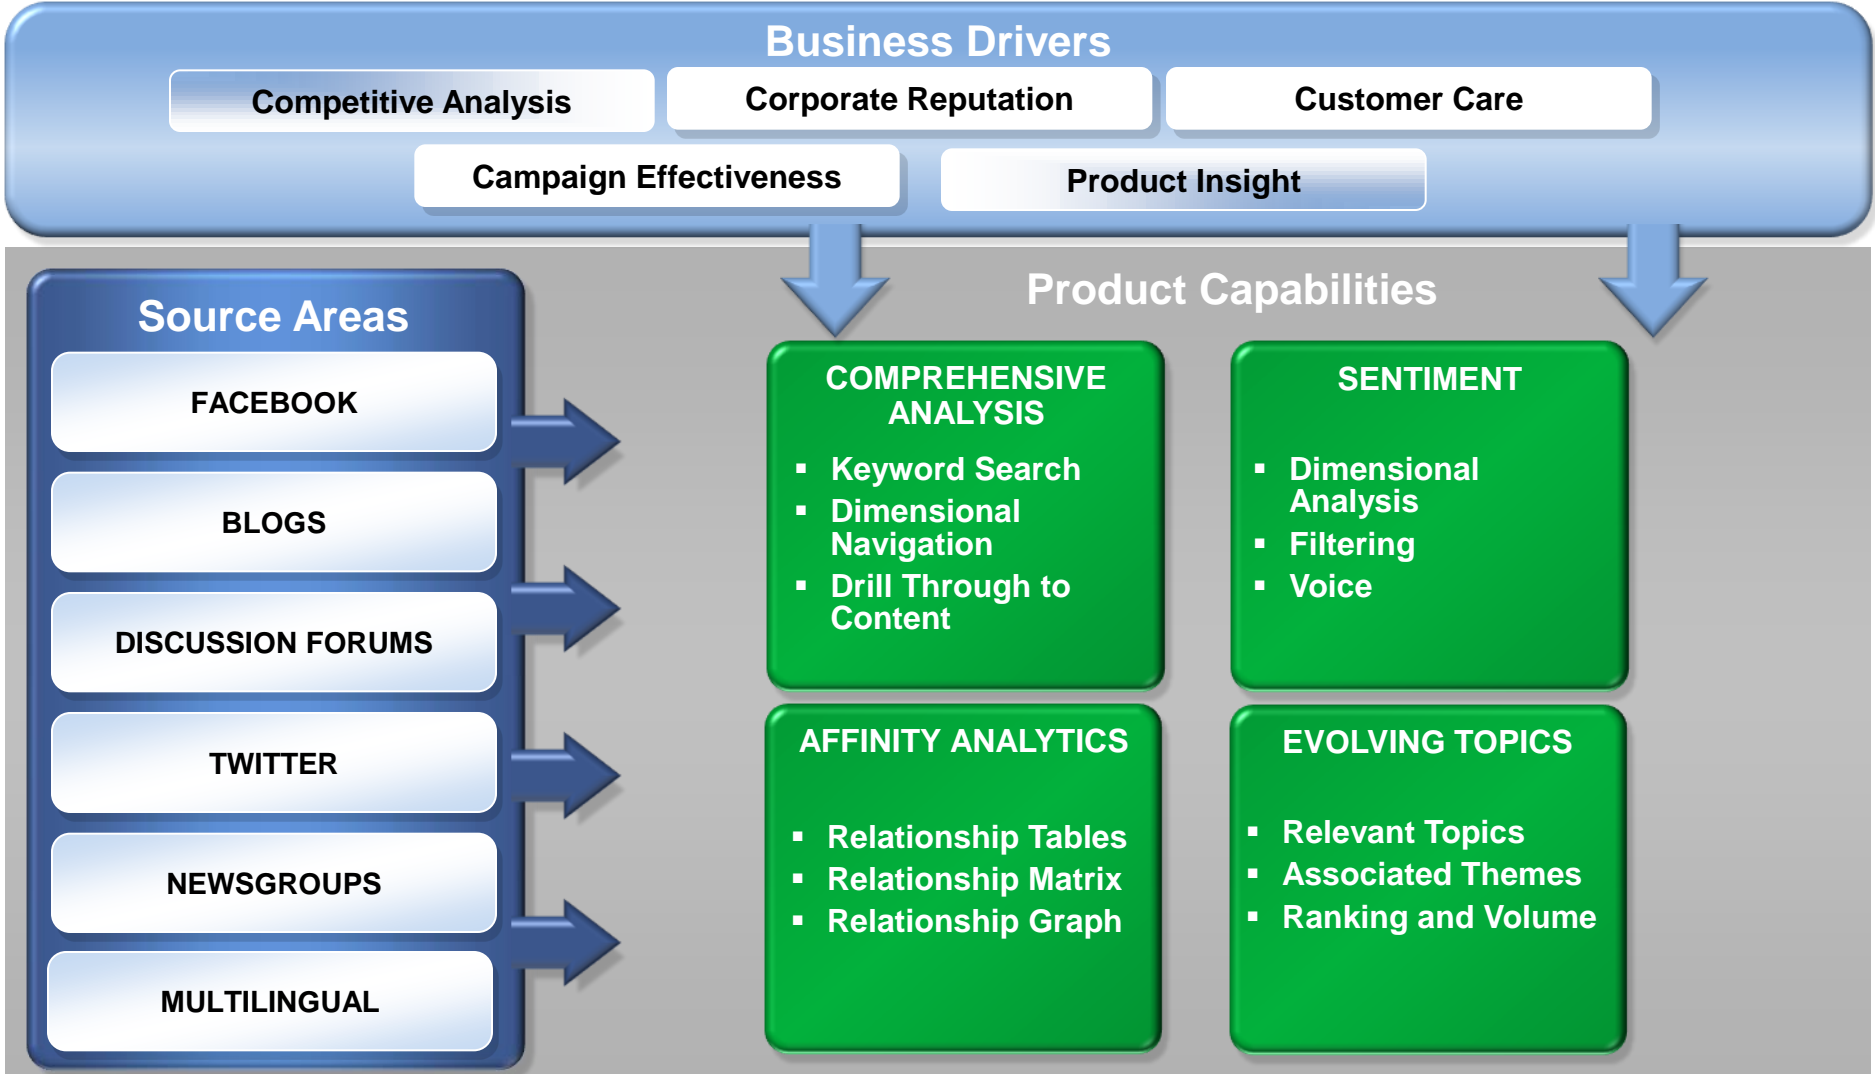 Business Drivers
Competitive Analysis
Corporate Reputation
Customer Care
Campaign Effectiveness
Product Insight
Source Areas
FACEBOOK
BLOGS
DISCUSSION FORUMS
TWITTER
NEWSGROUPS
MULTILINGUAL
Product Capabilities
COMPREHENSIVE
ANALYSIS
▪ Keyword Search
▪ Dimensional
Navigation
▪ Drill Through to
Content
SENTIMENT
▪ Dimensional
Analysis
▪ Filtering
▪ Voice
AFFINITY ANALYTICS
▪ Relationship Tables
▪ Relationship Matrix
▪ Relationship Graph
EVOLVING TOPICS
▪ Relevant Topics
▪ Associated Themes
▪ Ranking and Volume